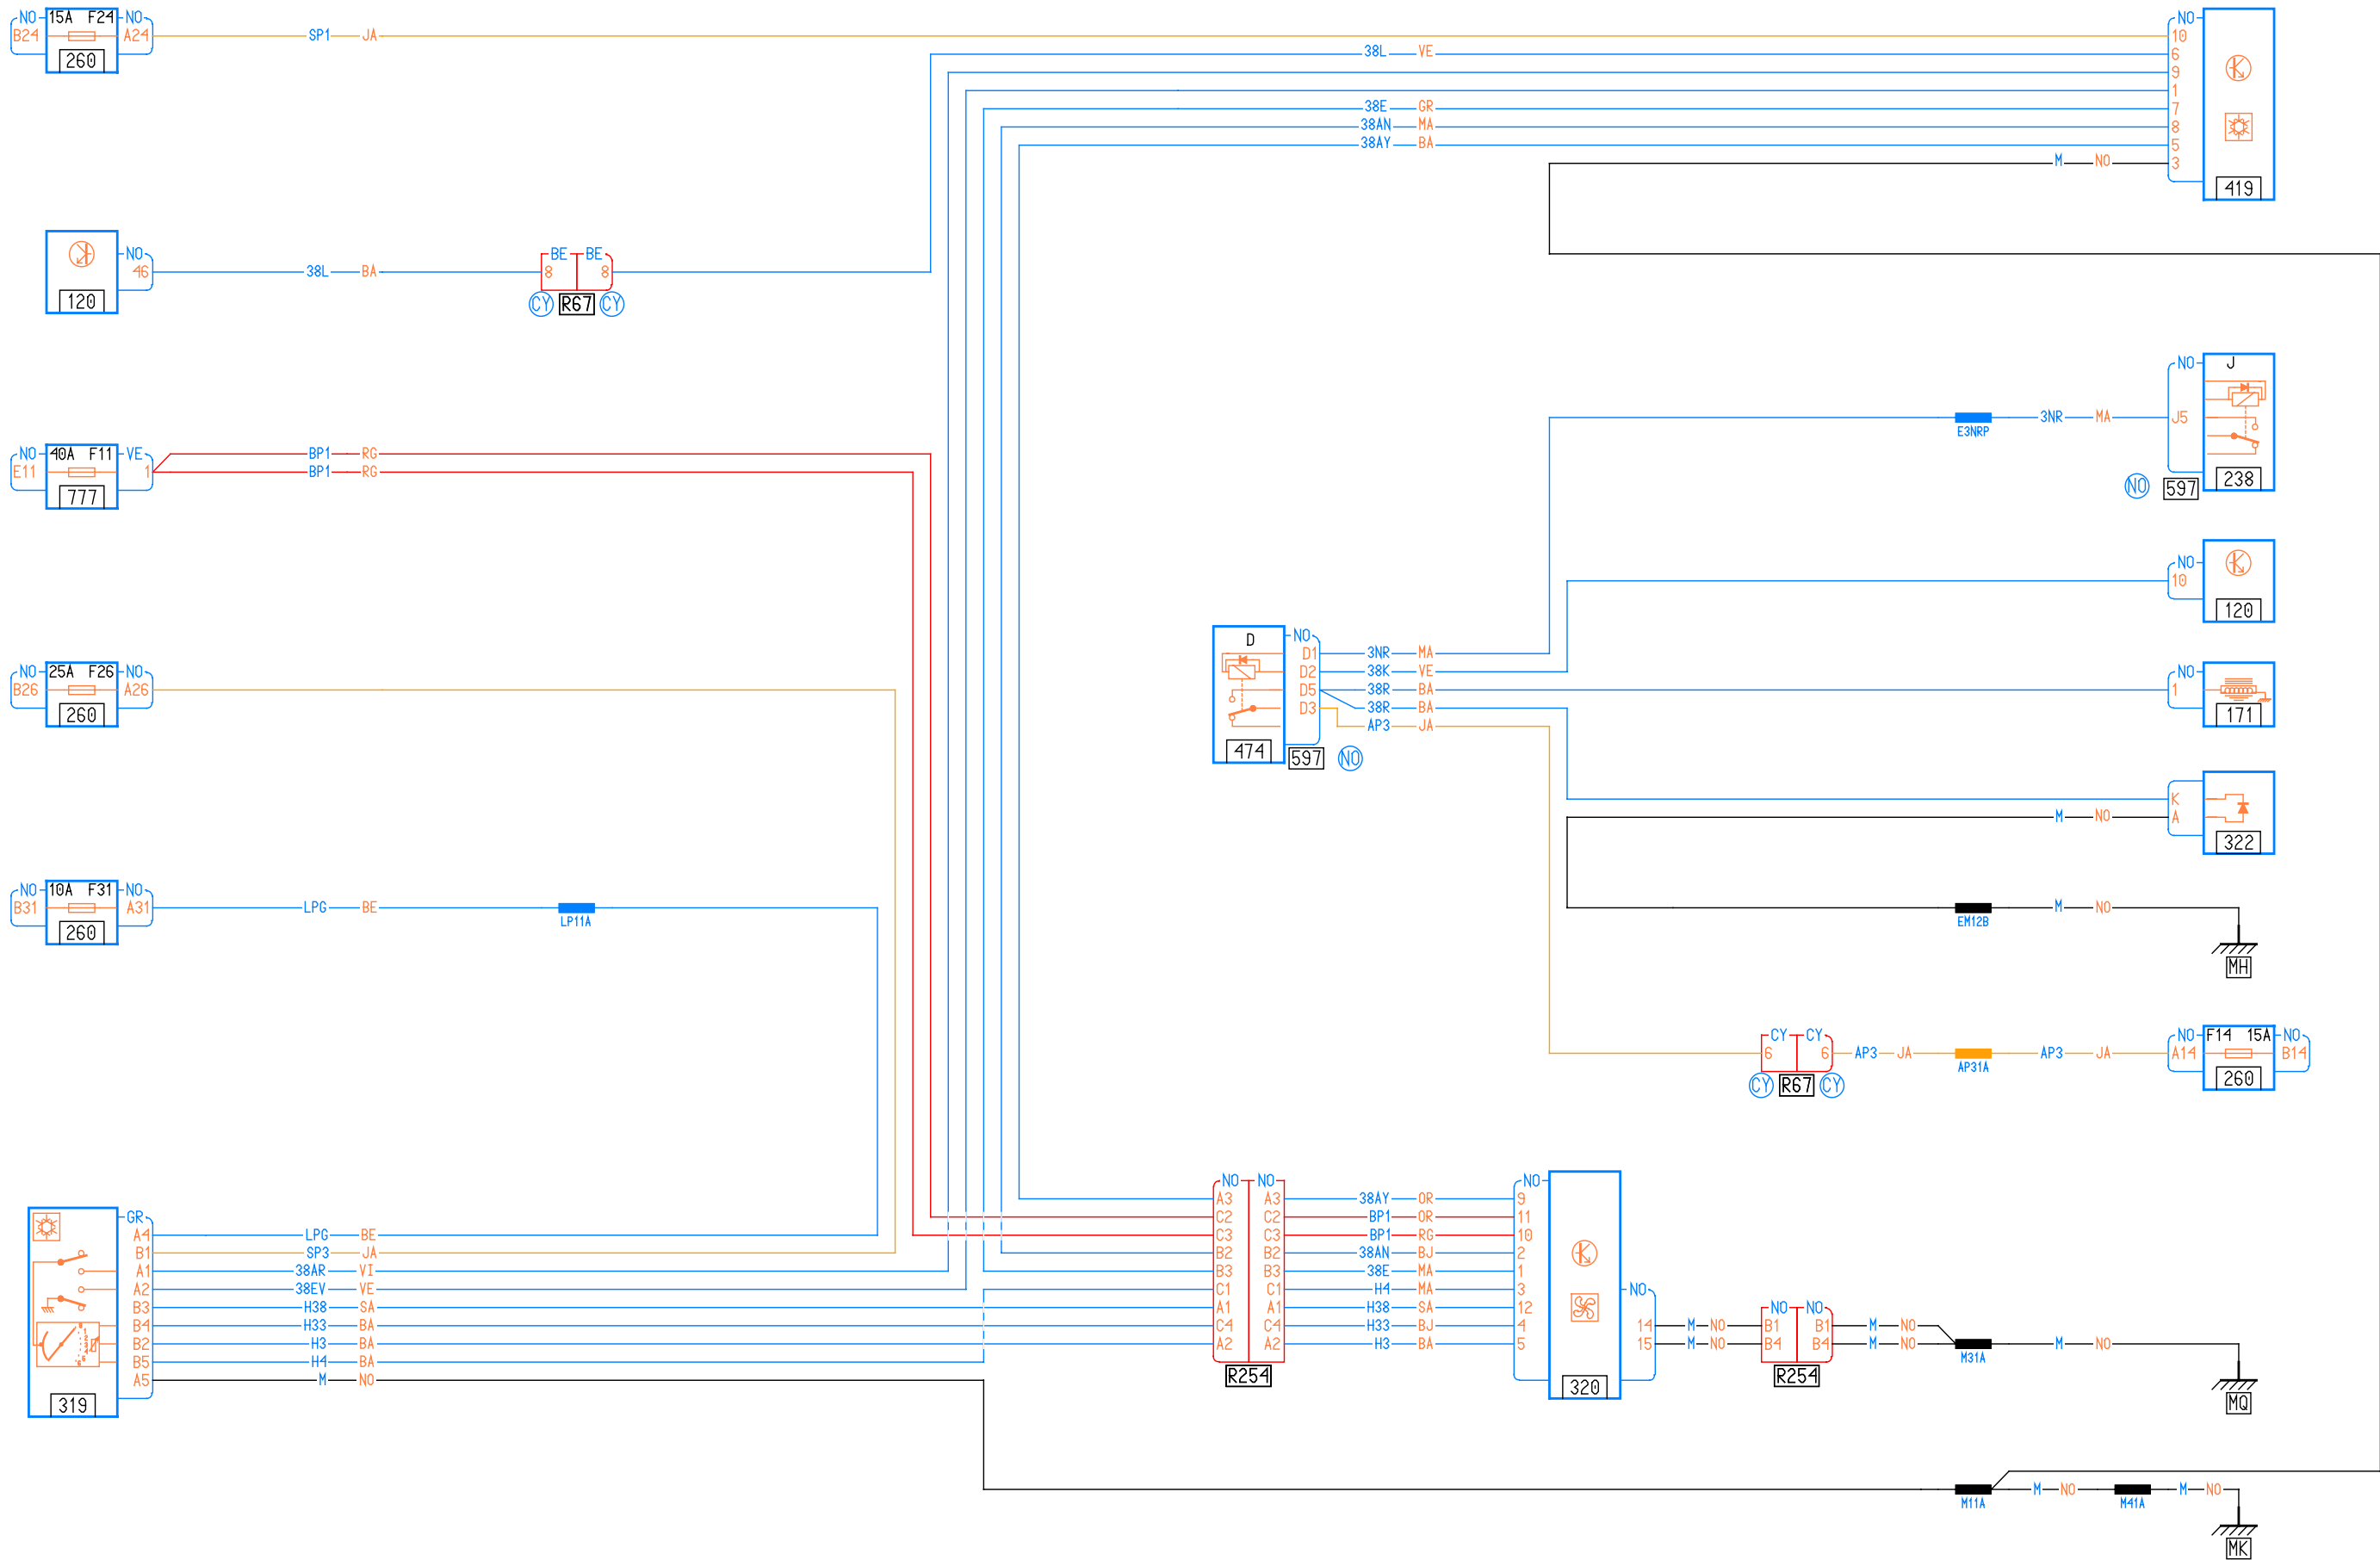 NO 15A F24 NO
B24 A24 SP1 JA
260
NO
10
38L VE 6
9
1
38E GR 7
38AN MA 8
38AY BA 5
M NO 3
419
NO
46 38L BA
120
BE BE
8 8
CY R67 CY
NO 40A F11 VE
BP1 RG
E11 1 BP1 RG
777
NO J
E3NRP 3NR MA J5
NO 597 238
NO
10
120
NO 25A F26 NO
B26 A26
260
D NO
D1 3NR MA
D2 38K VE
D5 38R BA
D3 38R BA
AP3 JA
474 597 NO
NO
1
171
K
M NO A
322
NO 10A F31 NO
B31 A31 LPG BE
LP11A
260
M NO
EM12B
MH
CY CY
6 6 AP3 JA AP3 JA
AP31A
CY R67 CY
NO F14 15A NO
A14 B14
260
GR
A4 LPG BE
B1 SP3 JA
A1 38AR VI
A2 38EV VE
B3 H38 SA
B4 H33 BA
B2 H3 BA
B5 H4 BA
A5 M NO
319
NO NO NO
A3 A3 38AY OR 9
C2 C2 BP1 OR 11
C3 C3 BP1 RG 10
B2 B2 38AN BJ 2
B3 B3 38E MA 1
C1 C1 H4 MA 3
A1 A1 H38 SA 12
C4 C4 H33 BJ 4
A2 A2 H3 BA 5
R254
320
NO
14 M NO
15 M NO
NO NO
B1 B1 M NO
B4 B4 M NO
R254
M31A
M NO
MQ
M11A
M NO
M41A
M NO
MK